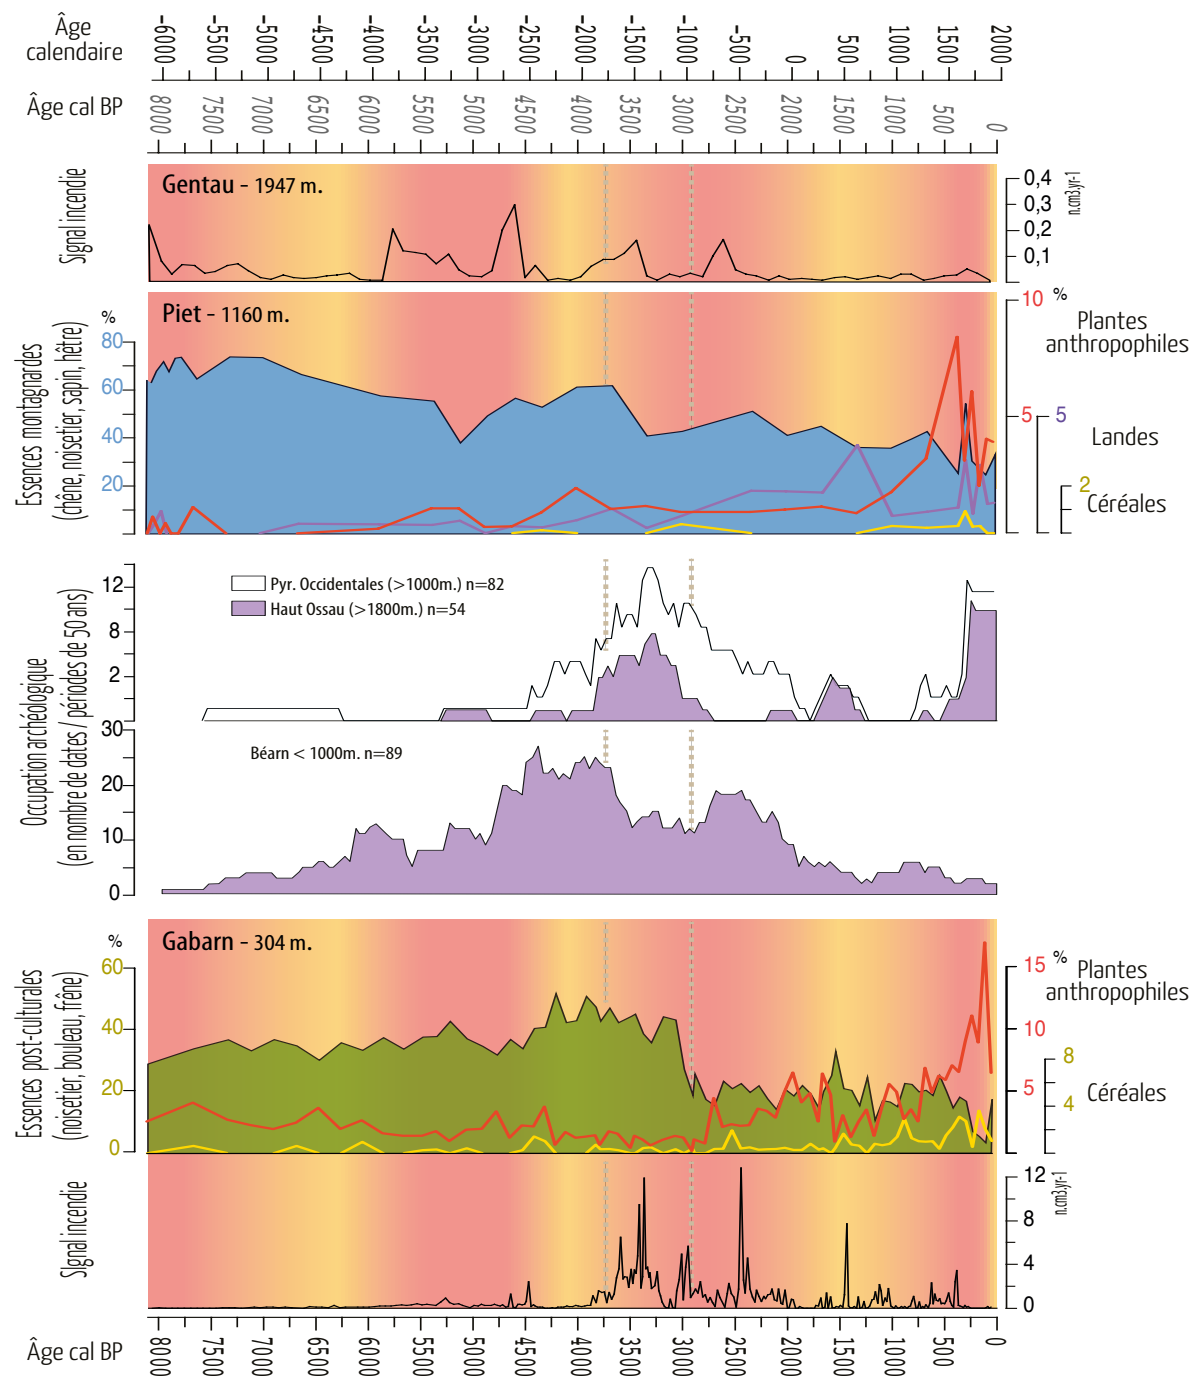 Âge
calendaire
-6000 -5500 -5000 -4500 -4000 -3500 -3000 -2500 -2000 -1500 -1000 -500 0 500 1000 1500 2000
Âge cal BP
8000 7500 7000 6500 6000 5500 5000 4500 4000 3500 3000 2500 2000 1500 1000 500 0
Signal incendie
Gentau - 1947 m.
0,4
0,3
0,2
0,1
n.cm3.yr-1
Essences montagnardes
(chêne, noisetier, sapin, hêtre)
%
80
60
40
20
Piet - 1160 m.
10 %
5
5
2
Plantes
anthropophiles
Landes
Céréales
Occupation archéologique
(en nombre de dates / périodes de 50 ans)
12
8
2
Pyr. Occidentales (>1000m.) n=82
Haut Ossau (>1800m.) n=54
30
20
10
0
Béarn < 1000m. n=89
Essences post-culturales
(noisetier, bouleau, frêne)
%
60
40
20
0
Gabarn - 304 m.
15 %
10
5
8
4
Plantes
anthropophiles
Céréales
SIgnal incendie
12
8
4
0
n.cm3.yr-1
Âge cal BP
8000 7500 7000 6500 6000 5500 5000 4500 4000 3500 3000 2500 2000 1500 1000 500 0